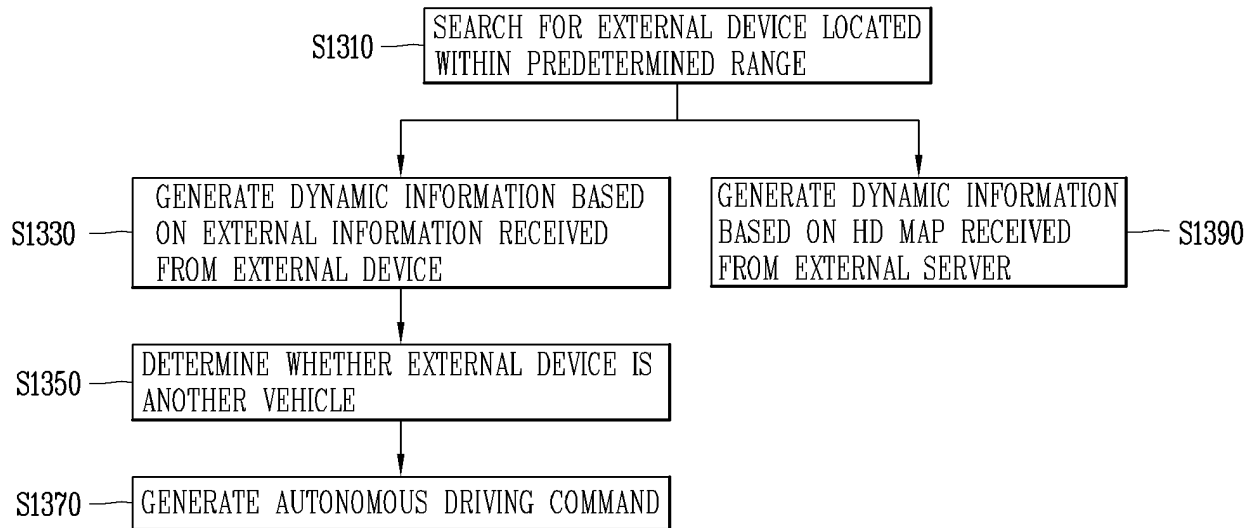 S1310
SEARCH FOR EXTERNAL DEVICE LOCATED
WITHIN PREDETERMINED RANGE
S1330
GENERATE DYNAMIC INFORMATION BASED
ON EXTERNAL INFORMATION RECEIVED
FROM EXTERNAL DEVICE
GENERATE DYNAMIC INFORMATION
BASED ON HD MAP RECEIVED
FROM EXTERNAL SERVER
S1390
S1350
DETERMINE WHETHER EXTERNAL DEVICE IS
ANOTHER VEHICLE
S1370
GENERATE AUTONOMOUS DRIVING COMMAND